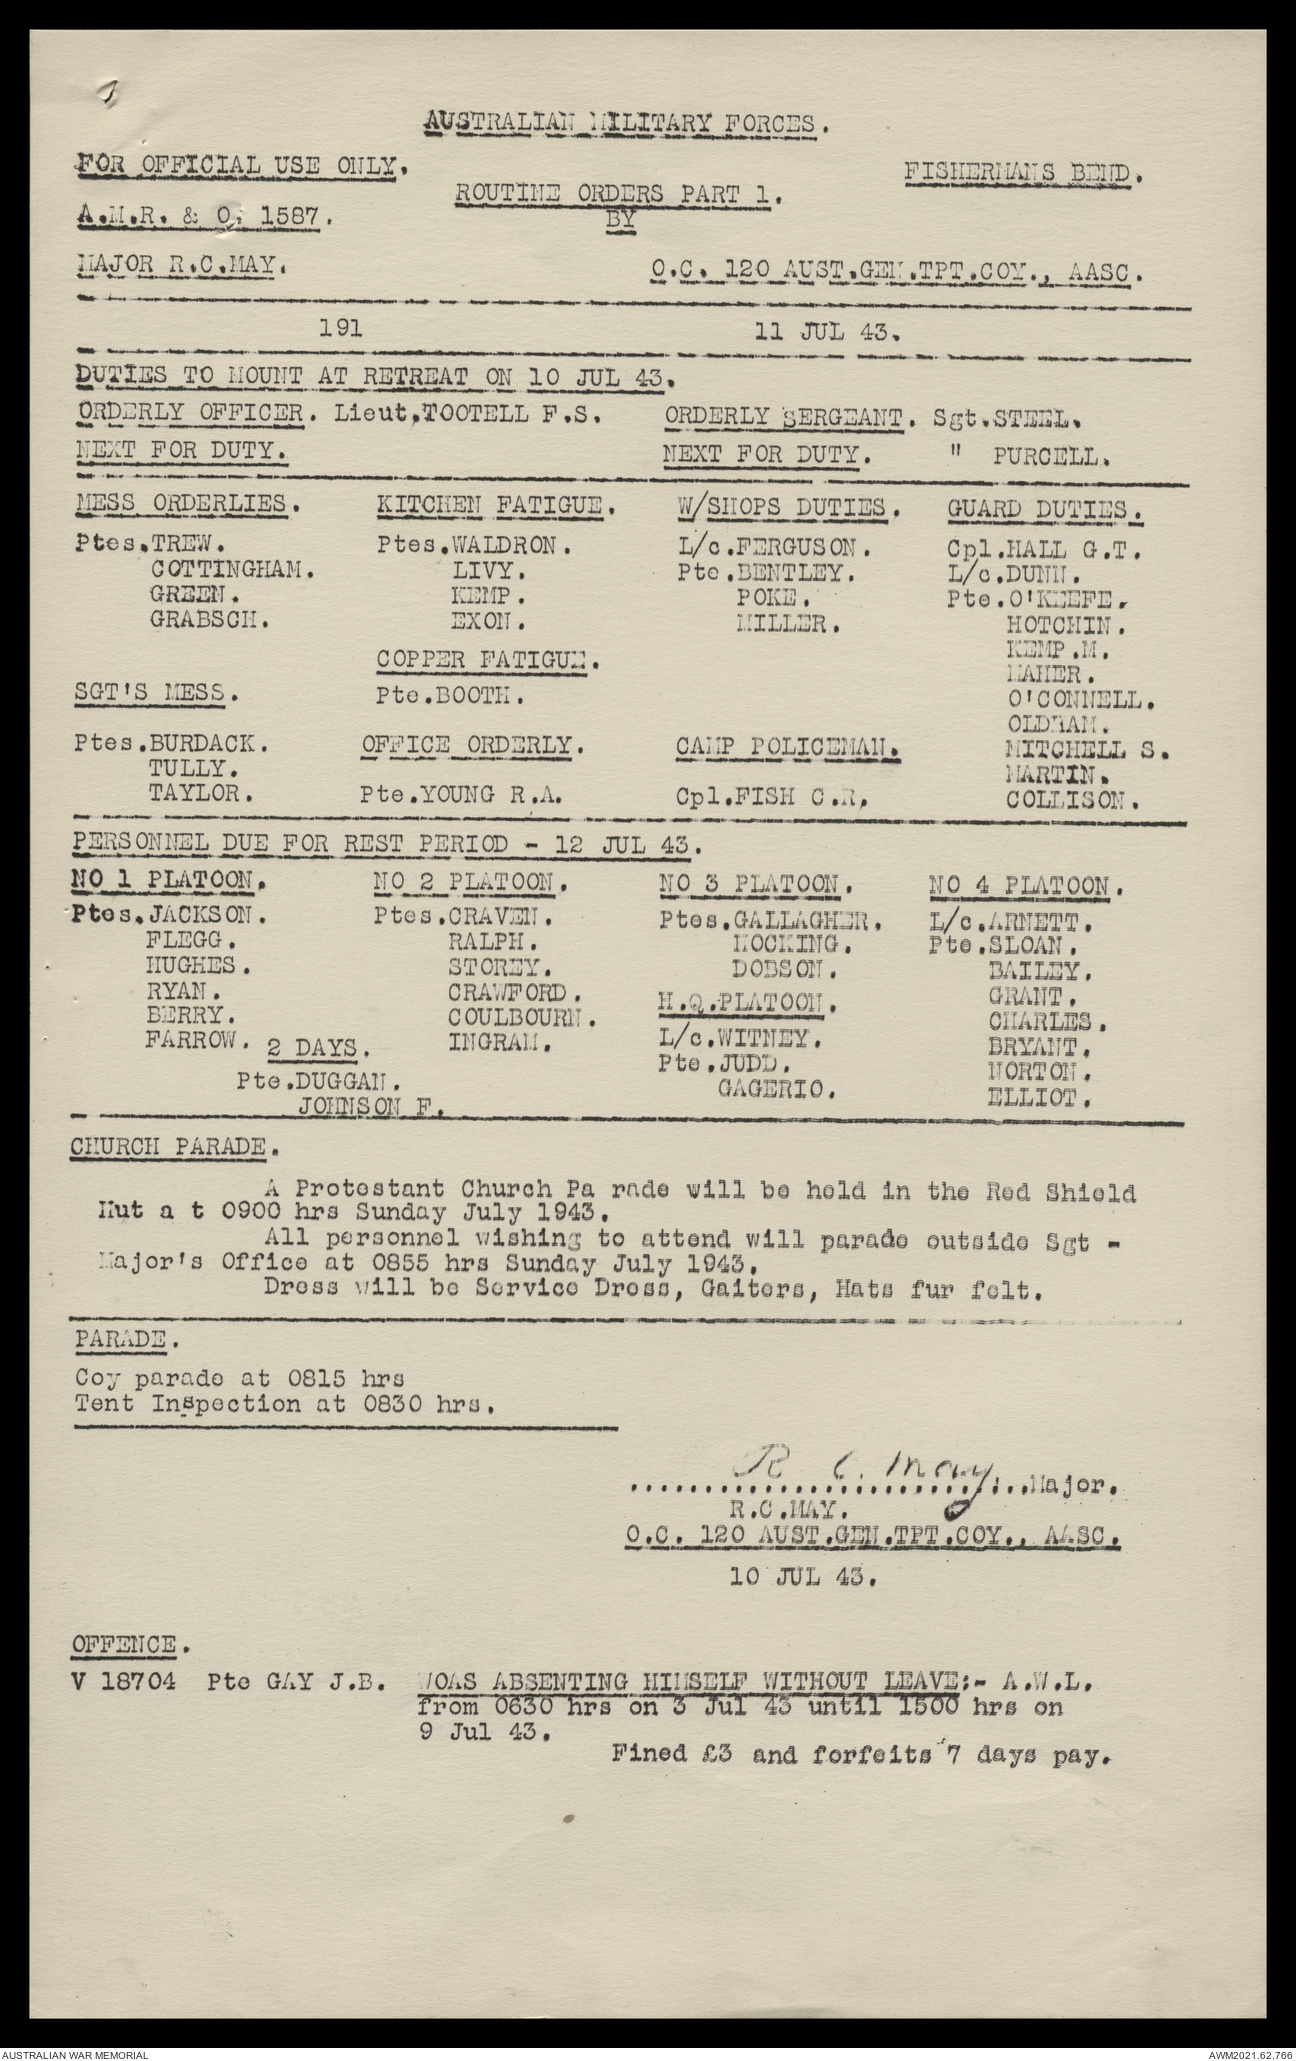 AUSTRALIAN MILITARY FORCES.
FOR OFFICIAL USE ONLY.
FISHERMANS BEND.
ROUTINE ORDERS PART 1.
A.M.R. & O. 1587.
BY
MAJOR R.C.MAY.
O.C. 120 AUST.GEN.TPT.COY., AASC.
191 11 JUL 43.
DUTIES TO MOUNT AT RETREAT ON 10 JUL 43.
ORDERLY OFFICER. Lieut.TOOTELL F.S. ORDERLY SERGEANT. Sgt.STEEL.
NEXT FOR DUTY. NEXT FOR DUTY. " PURCELL.
MESS ORDERLIES.
Ptes.TREW.
COTTINGHAM.
GREEN.
GRABSCH.
SGT'S MESS.
Ptes.BURDACK.
TULLY.
TAYLOR.
KITCHEN FATIGUE.
Ptes.WALDRON.
LIVY.
KEMP.
EXON.
COPPER FATIGUE.
Pte.BOOTH.
OFFICE ORDERLY.
Pte.YOUNG R.A.
W/SHOPS DUTIES.
L/c.FERGUSON.
Pte.BENTLEY.
POKE.
MILLER.
CAMP POLICEMAN.
Cpl.FISH C.R.
GUARD DUTIES.
Cpl.HALL G.T.
L/c.DUNN.
Pte.O'KEEFE.
HOTCHIN.
KEMP.M.
MAHER.
O'CONNELL.
OLDHAM.
MITCHELL S.
MARTIN.
COLLISON.
PERSONNEL DUE FOR REST PERIOD - 12 JUL 43.
NO 1 PLATOON.
Ptes.JACKSON.
FLEGG.
HUGHES.
RYAN.
BERRY.
FARROW.
2 DAYS.
Pte.DUGGAN.
JOHNSON F.
NO 2 PLATOON.
Ptes.CRAVEN.
RALPH.
STOREY.
CRAWFORD.
COULBOURN.
INGRAM.
NO 3 PLATOON.
Ptes.GALLAGHER.
HOCKING.
DOBSON.
H.Q.PLATOON.
L/c.WITNEY.
Pte.JUDD.
GAGERIO.
NO 4 PLATOON.
L/c.ARNETT.
Pte.SLOAN.
BAILEY.
GRANT.
CHARLES.
BRYANT.
NORTON.
ELLIOT.
CHURCH PARADE.
A Protestant Church Pa rade will be held in the Red Shield
Hut a t 0900 hrs Sunday July 1943.
All personnel wishing to attend will parade outside Sgt -
Major's Office at 0855 hrs Sunday July 1943.
Dress will be Service Dress, Gaiters, Hats fur felt.
PARADE.
Coy parade at 0815 hrs
Tent Inspection at 0830 hrs.
R C. May
...........................Major.
R.C.MAY.
O.C. 120 AUST.GEN.TPT.COY., AASC.
10 JUL 43.
OFFENCE.
V 18704 Pte GAY J.B. WOAS ABSENTING HIMSELF WITHOUT LEAVE:- A.W.L.
from 0630 hrs on 3 Jul 43 until 1500 hrs on
9 Jul 43.
Fined £3 and forfeits 7 days pay.
AUSTRALIAN WAR MEMORIAL
AWM2021.62.766